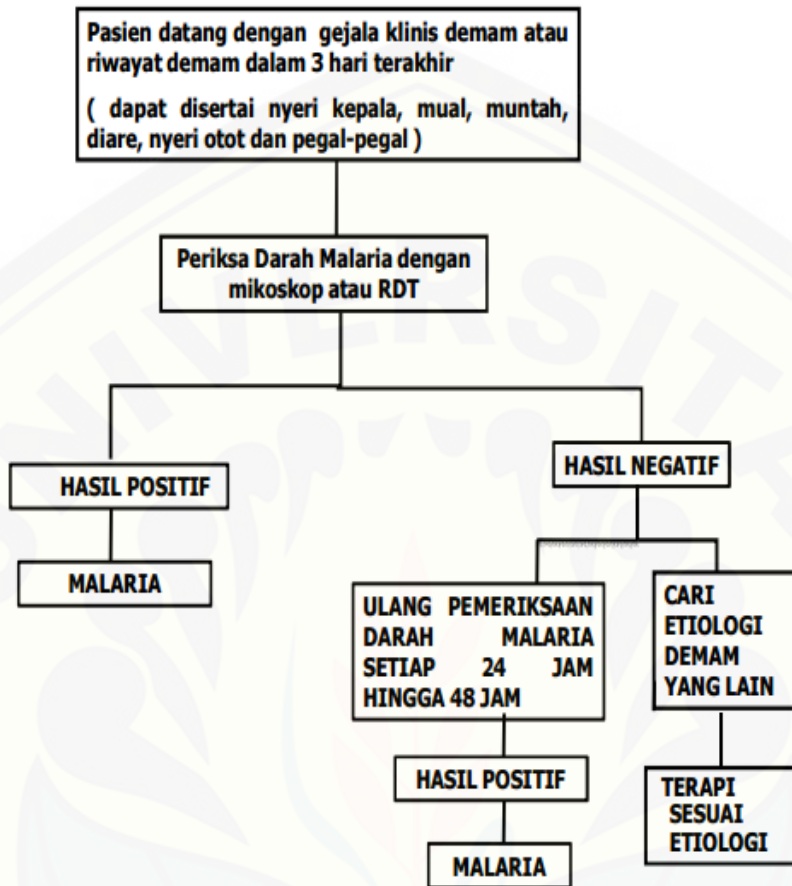 Pasien datang dengan gejala klinis demam atau
riwayat demam dalam 3 hari terakhir
( dapat disertai nyeri kepala, mual, muntah,
diare, nyeri otot dan pegal-pegal )
Periksa Darah Malaria dengan
mikoskop atau RDT
HASIL POSITIF
MALARIA
HASIL NEGATIF
ULANG PEMERIKSAAN
DARAH MALARIA
SETIAP 24 JAM
HINGGA 48 JAM
HASIL POSITIF
MALARIA
CARI
ETIOLOGI
DEMAM
YANG LAIN
TERAPI
SESUAI
ETIOLOGI
UNIVERSITA